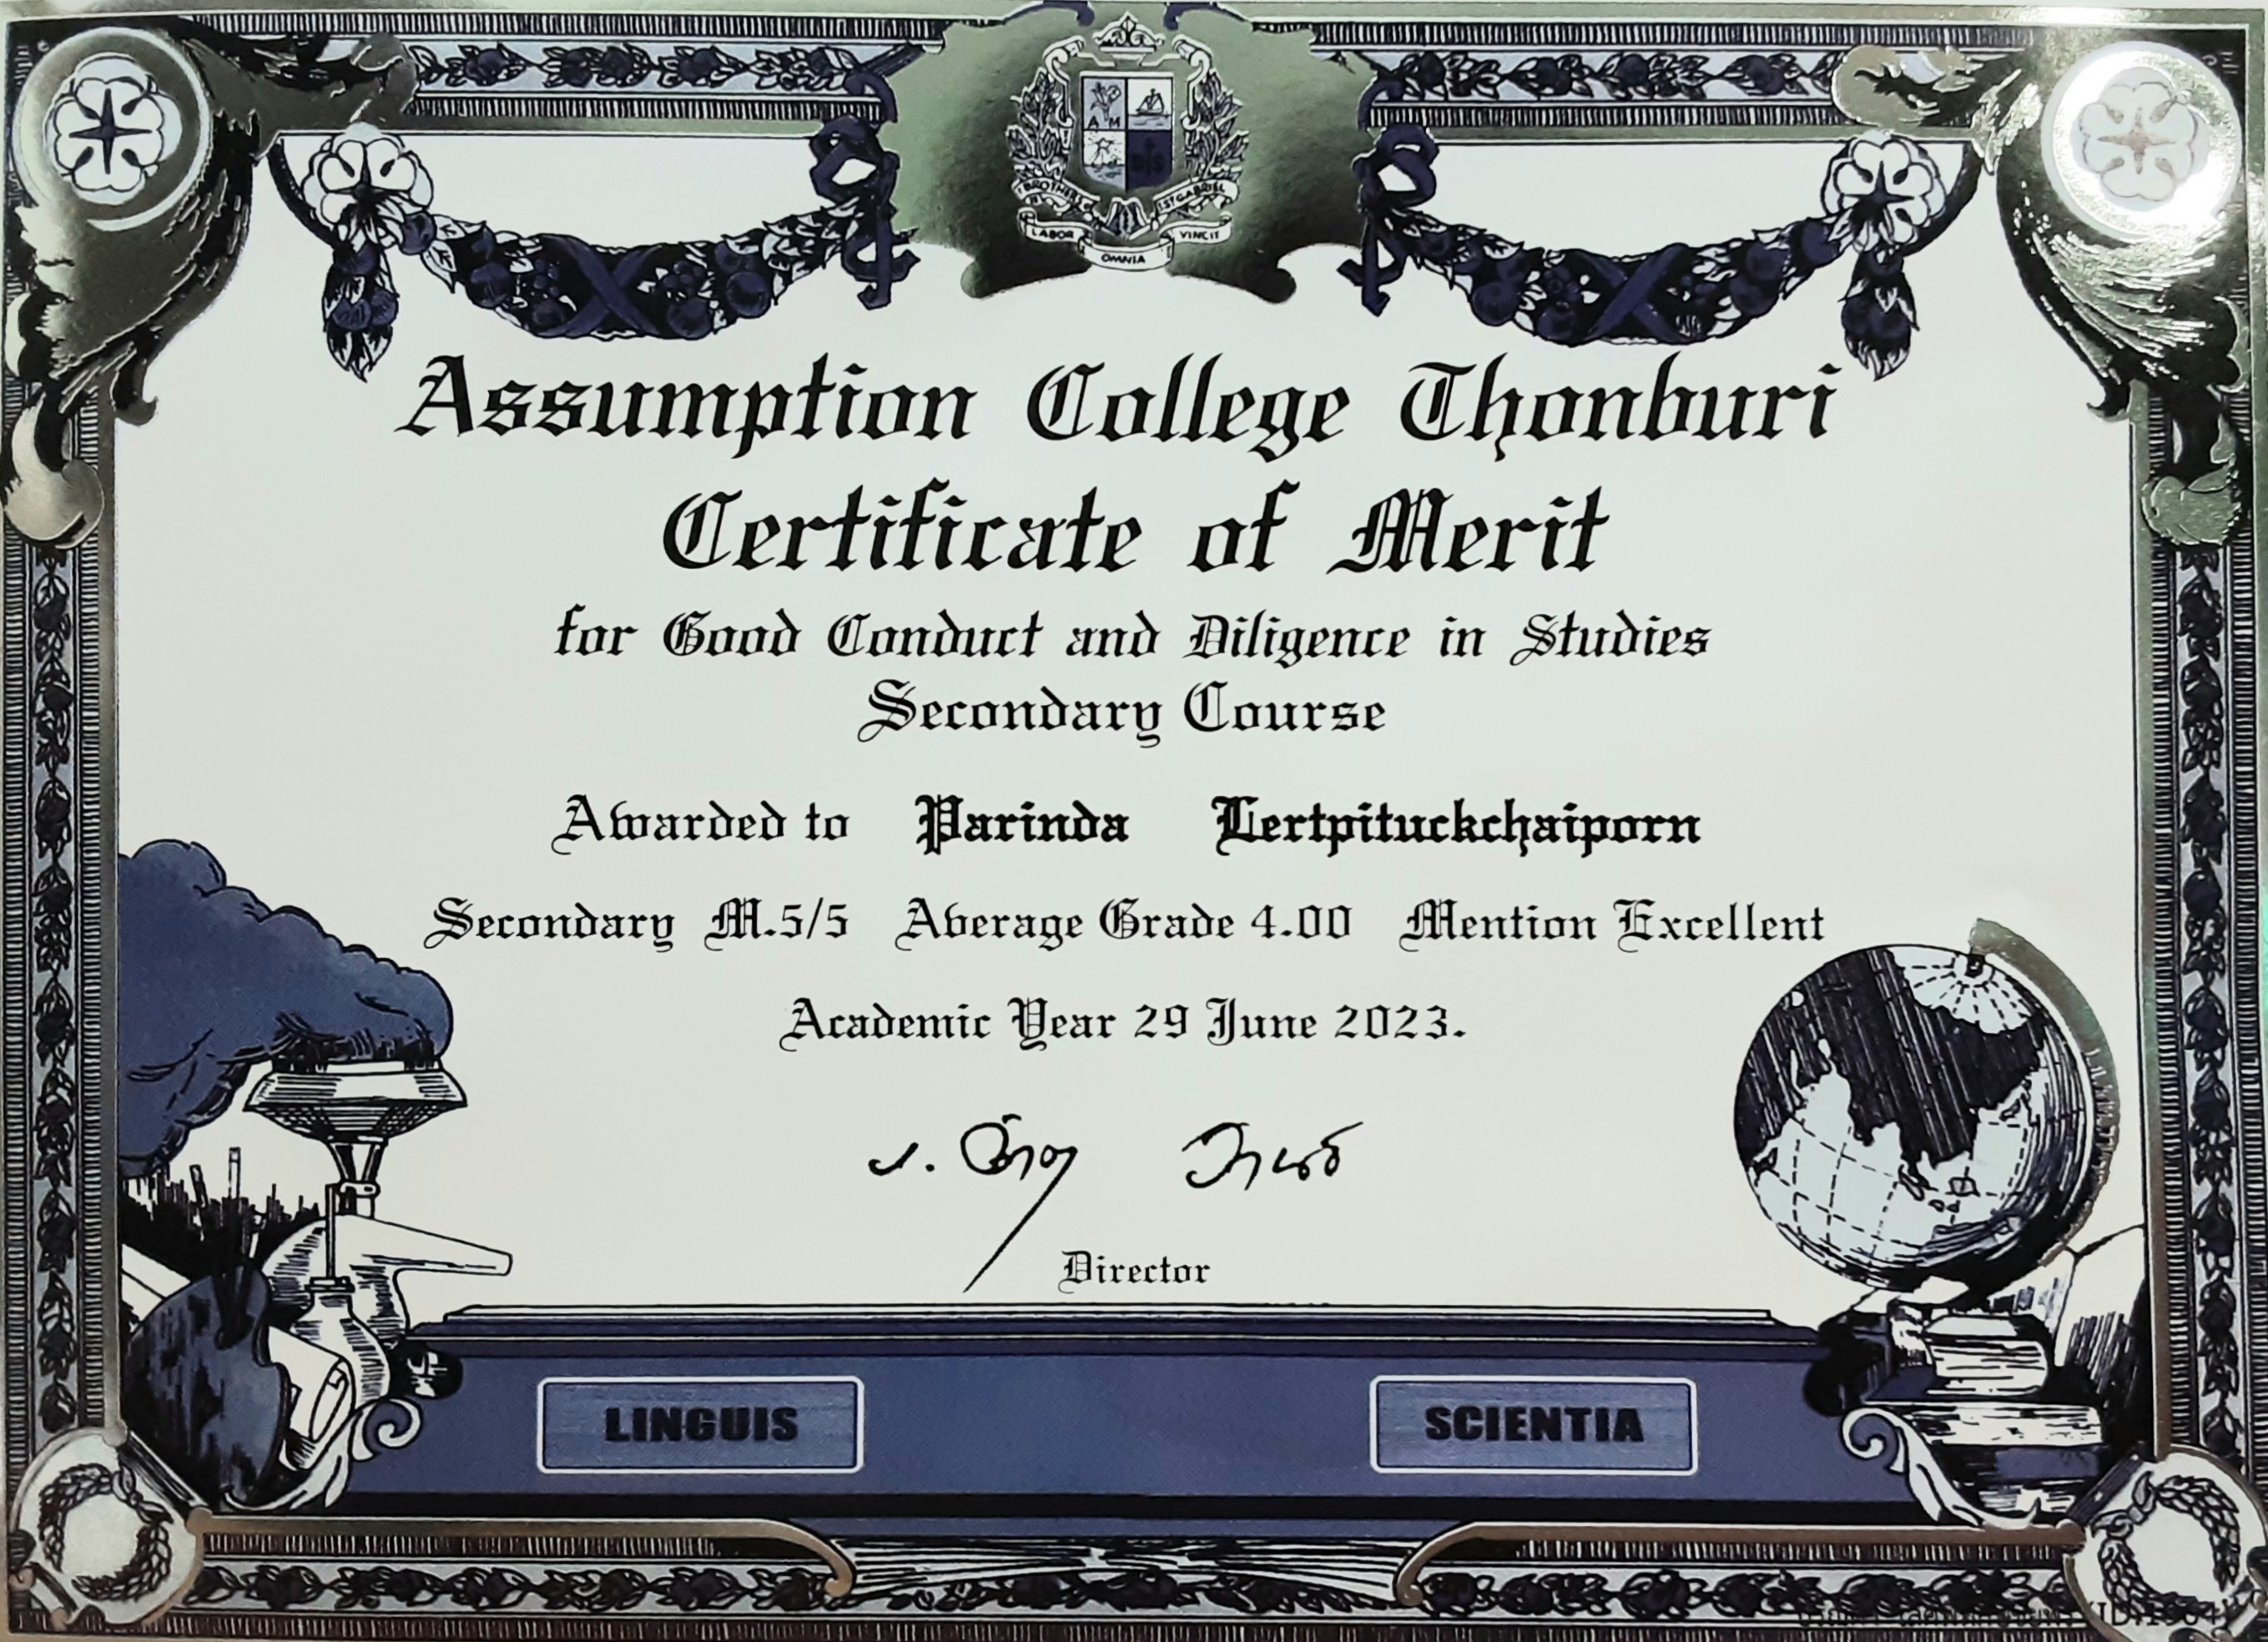 A M
D S
BROTHERS
OF
ST GABRIEL
LABOR
OMNIA
VINCIT
Assumption College Thonburi
Certificate of Merit
for Good Conduct and Diligence in Studies
Secondary Course
Awarded to Parinda Lertpituckchaiporn
Secondary M.5/5 Average Grade 4.00 Mention Excellent
Academic Year 29 June 2023.
Director
LINGUIS
SCIENTIA